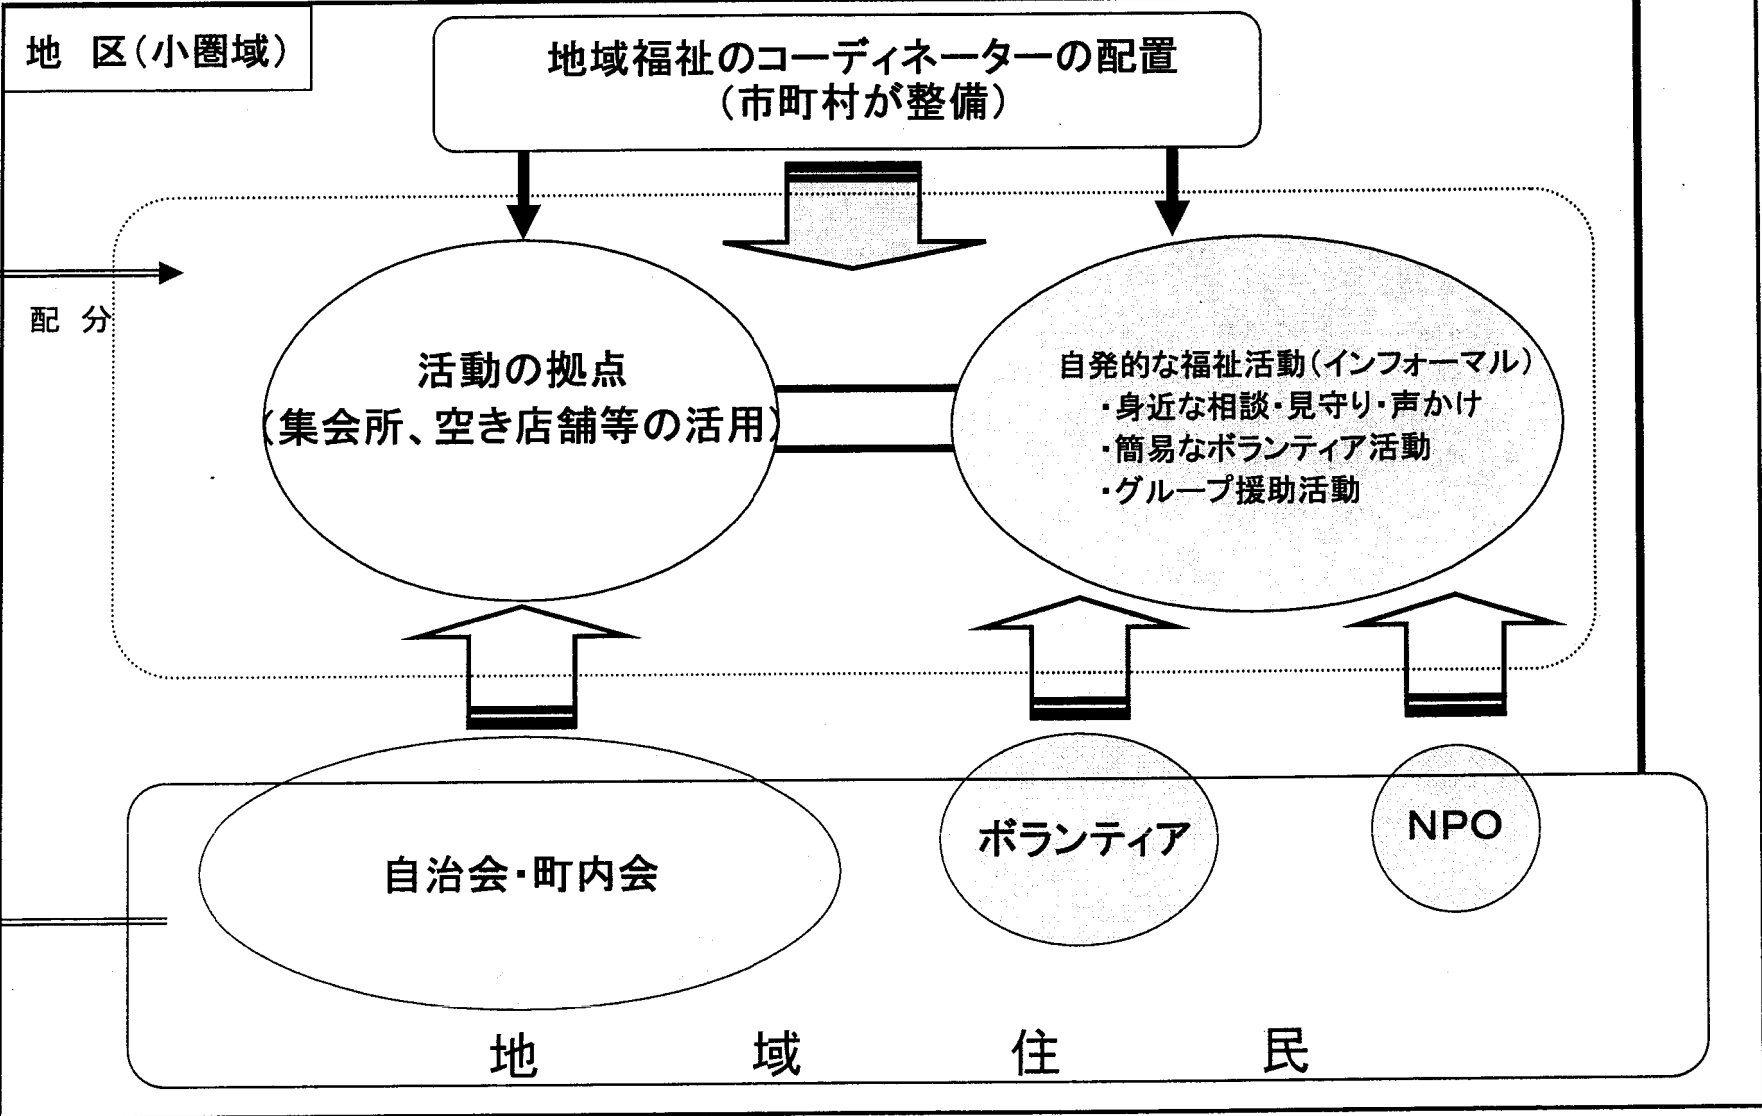 地 区(小圏域)
地域福祉のコーディネーターの配置
(市町村が整備)
配 分
活動の拠点
(集会所、空き店舗等の活用)
自発的な福祉活動(インフォーマル)
・身近な相談・見守り・声かけ
・簡易なボランティア活動
・グループ援助活動
自治会・町内会
ボランティア
NPO
地 域 住 民